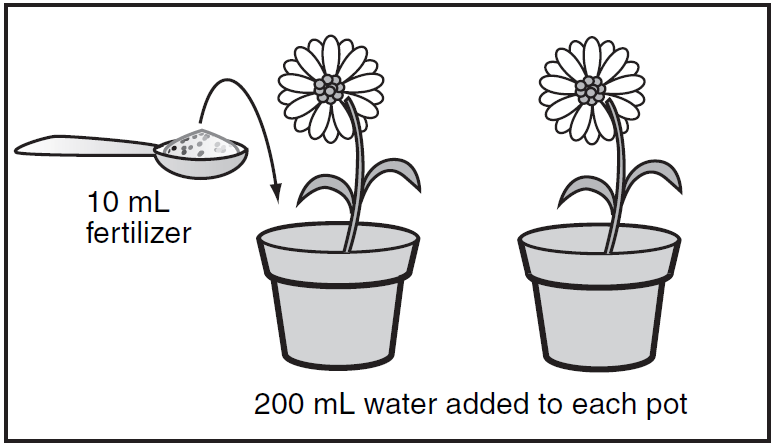 10 mL
fertilizer
200 mL water added to each pot